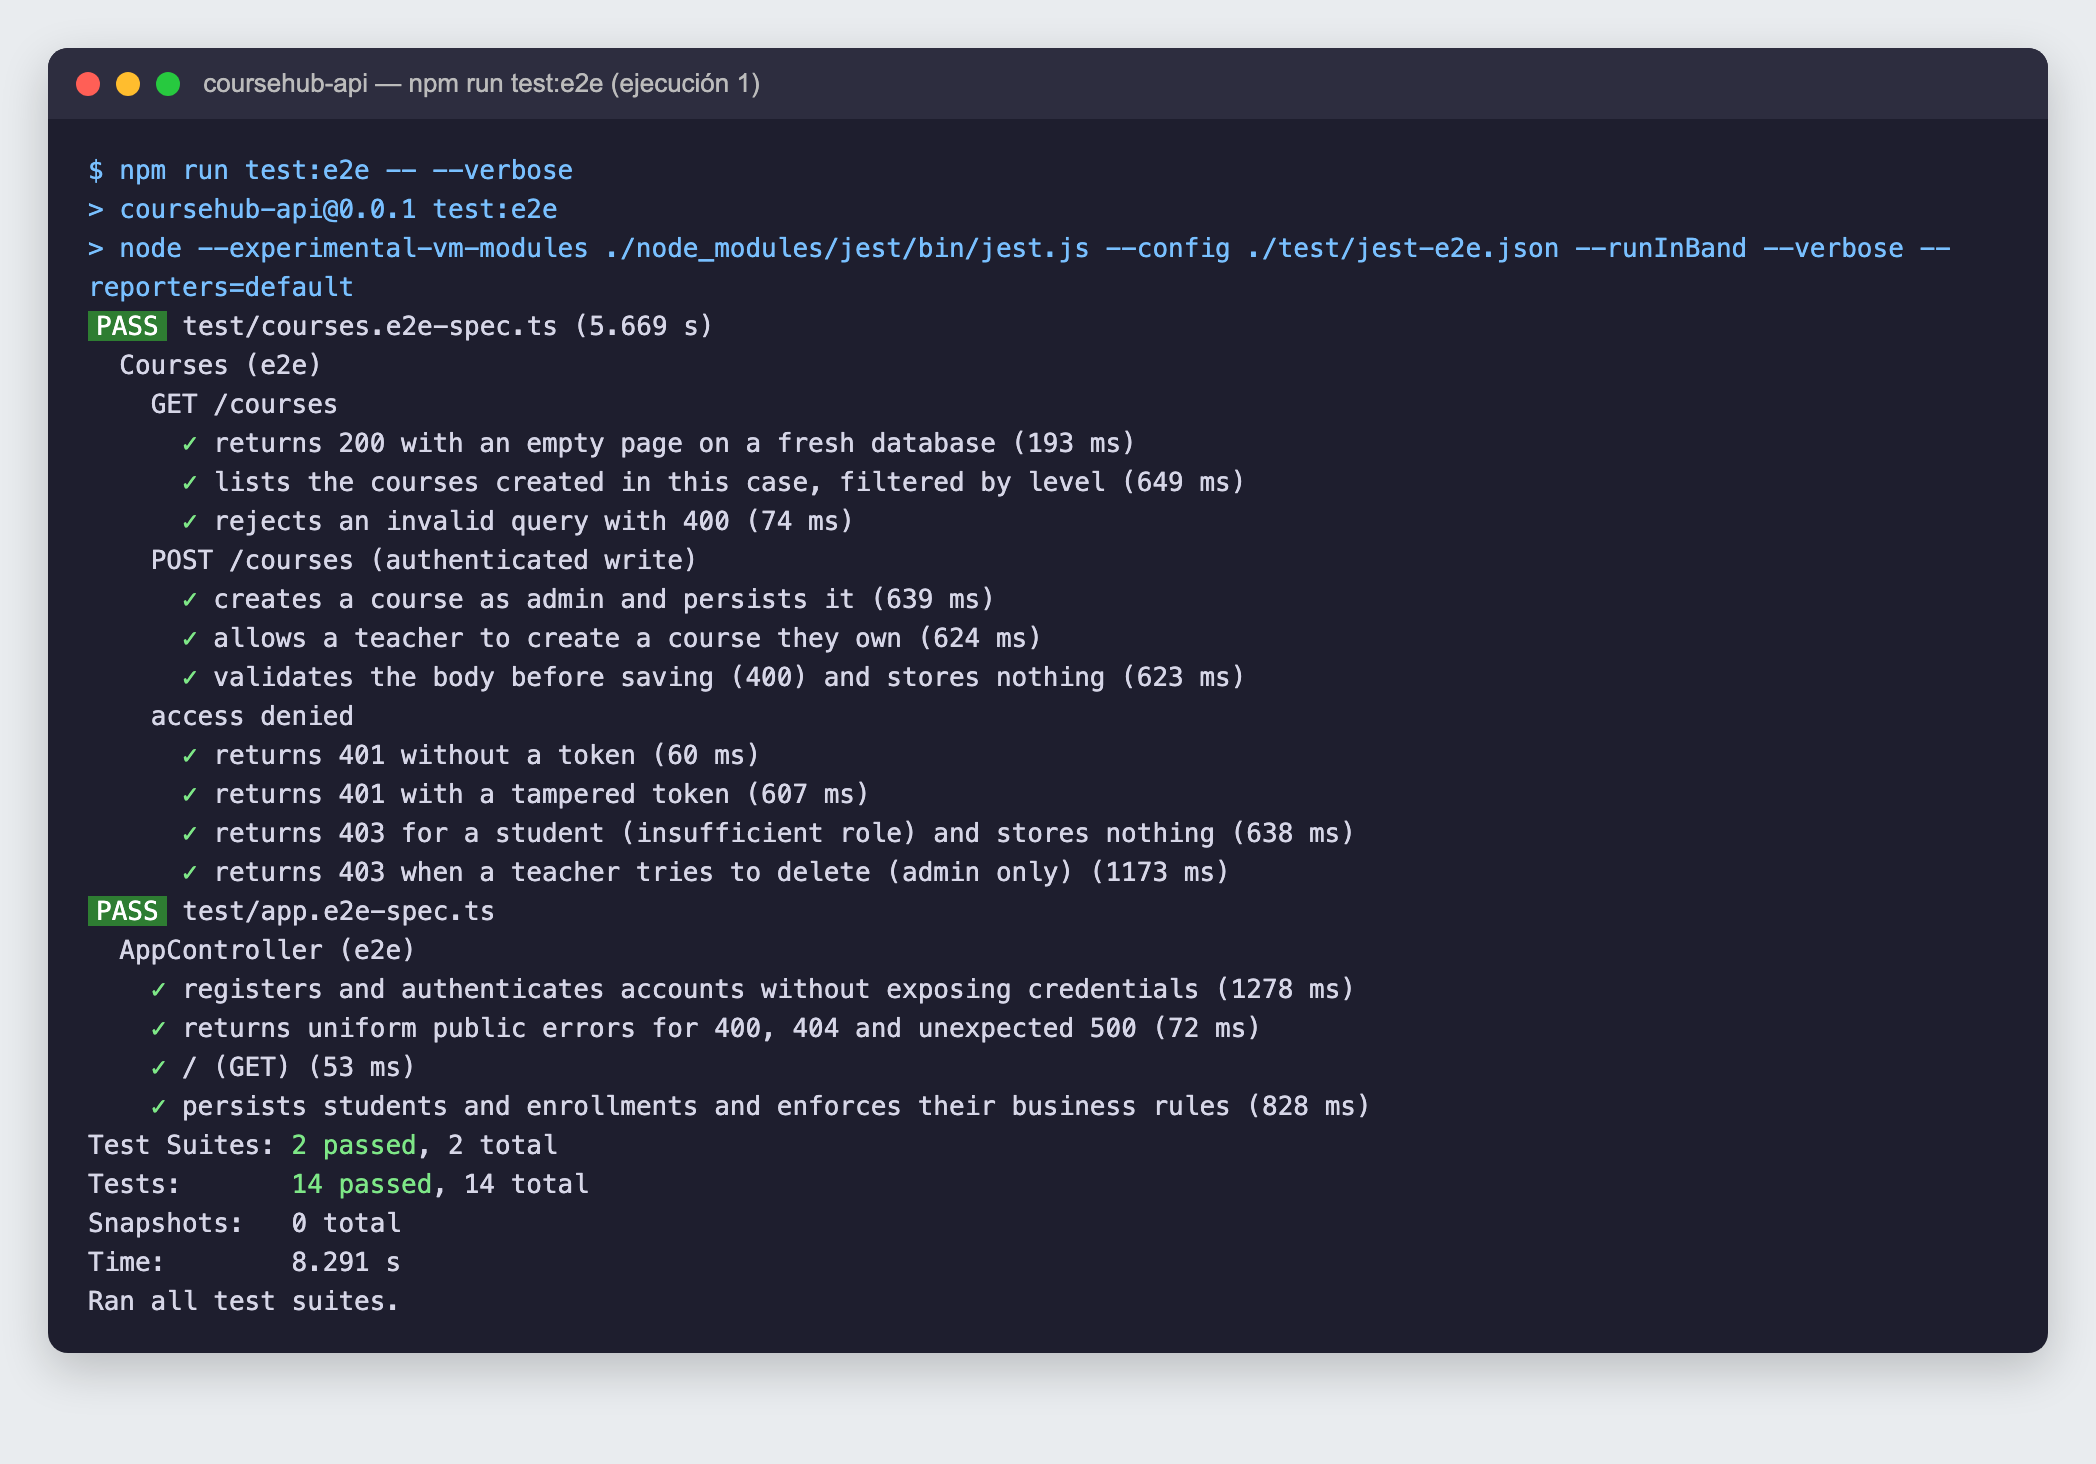 coursehub-api — npm run test:e2e (ejecución 1)
$ npm run test:e2e -- --verbose
> coursehub-api@0.0.1 test:e2e
> node --experimental-vm-modules ./node_modules/jest/bin/jest.js --config ./test/jest-e2e.json --runInBand --verbose --
reporters=default
PASS test/courses.e2e-spec.ts (5.669 s)
Courses (e2e)
GET /courses
✓ returns 200 with an empty page on a fresh database (193 ms)
✓ lists the courses created in this case, filtered by level (649 ms)
✓ rejects an invalid query with 400 (74 ms)
POST /courses (authenticated write)
✓ creates a course as admin and persists it (639 ms)
✓ allows a teacher to create a course they own (624 ms)
✓ validates the body before saving (400) and stores nothing (623 ms)
access denied
✓ returns 401 without a token (60 ms)
✓ returns 401 with a tampered token (607 ms)
✓ returns 403 for a student (insufficient role) and stores nothing (638 ms)
✓ returns 403 when a teacher tries to delete (admin only) (1173 ms)
PASS test/app.e2e-spec.ts
AppController (e2e)
✓ registers and authenticates accounts without exposing credentials (1278 ms)
✓ returns uniform public errors for 400, 404 and unexpected 500 (72 ms)
✓ / (GET) (53 ms)
✓ persists students and enrollments and enforces their business rules (828 ms)
Test Suites: 2 passed, 2 total
Tests: 14 passed, 14 total
Snapshots: 0 total
Time: 8.291 s
Ran all test suites.